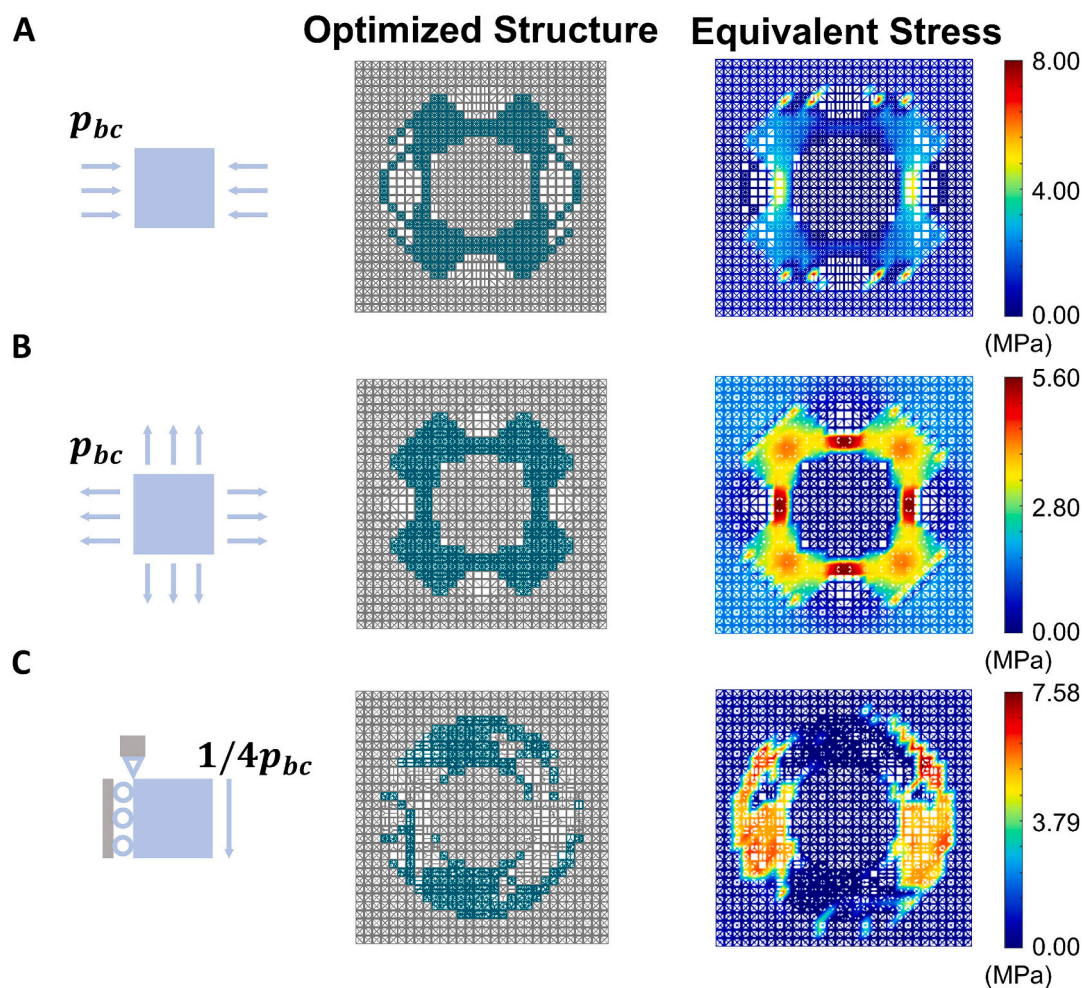 A
Optimized Structure
Equivalent Stress
p_bc
8.00
4.00
0.00
(MPa)
B
p_bc
5.60
2.80
0.00
(MPa)
C
1/4p_bc
7.58
3.79
0.00
(MPa)